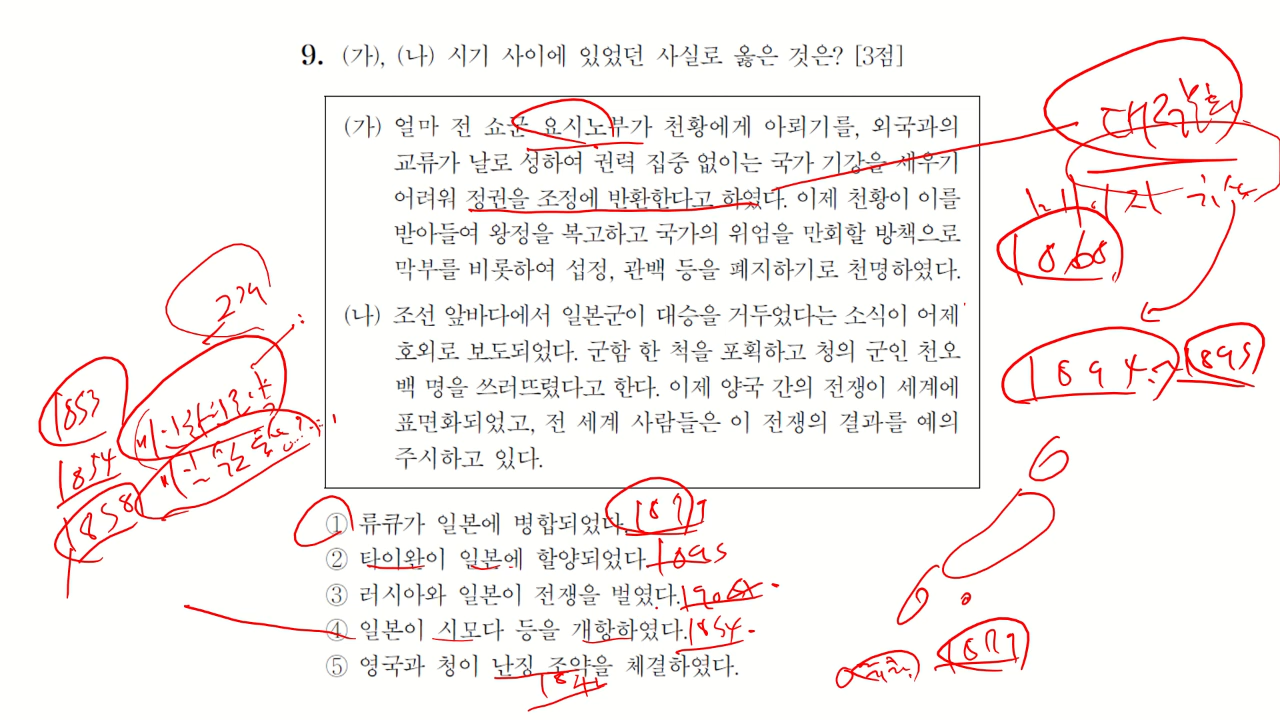 9. (가), (나) 시기 사이에 있었던 사실로 옳은 것은? [3점]
(가) 얼마 전 쇼군 요시노부가 천황에게 아뢰기를, 외국과의
교류가 날로 성하여 권력 집중 없이는 국가 기강을 세우기
어려워 정권을 조정에 반환한다고 하였다. 이제 천황이 이를
받아들여 왕정을 복고하고 국가의 위엄을 만회할 방책으로
막부를 비롯하여 섭정, 관백 등을 폐지하기로 천명하였다.
(나) 조선 앞바다에서 일본군이 대승을 거두었다는 소식이 어제
호외로 보도되었다. 군함 한 척을 포획하고 청의 군인 천오
백 명을 쓰러뜨렸다고 한다. 이제 양국 간의 전쟁이 세계에
표면화되었고, 전 세계 사람들은 이 전쟁의 결과를 예의
주시하고 있다.
① 류큐가 일본에 병합되었다.
② 타이완이 일본에 할양되었다. 1895
③ 러시아와 일본이 전쟁을 벌였다.
④ 일본이 시모다 등을 개항하였다. 1854.
⑤ 영국과 청이 난징 조약을 체결하였다.
1868
1894.7
1895
1853
1854
1858